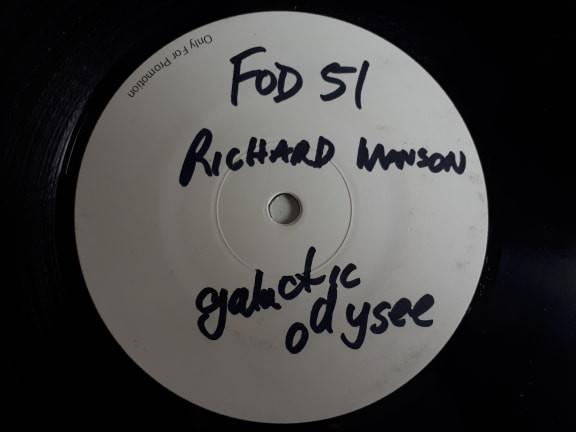 Only For Promotion
FOD 51
RICHARD MANSON
galactic
odysee